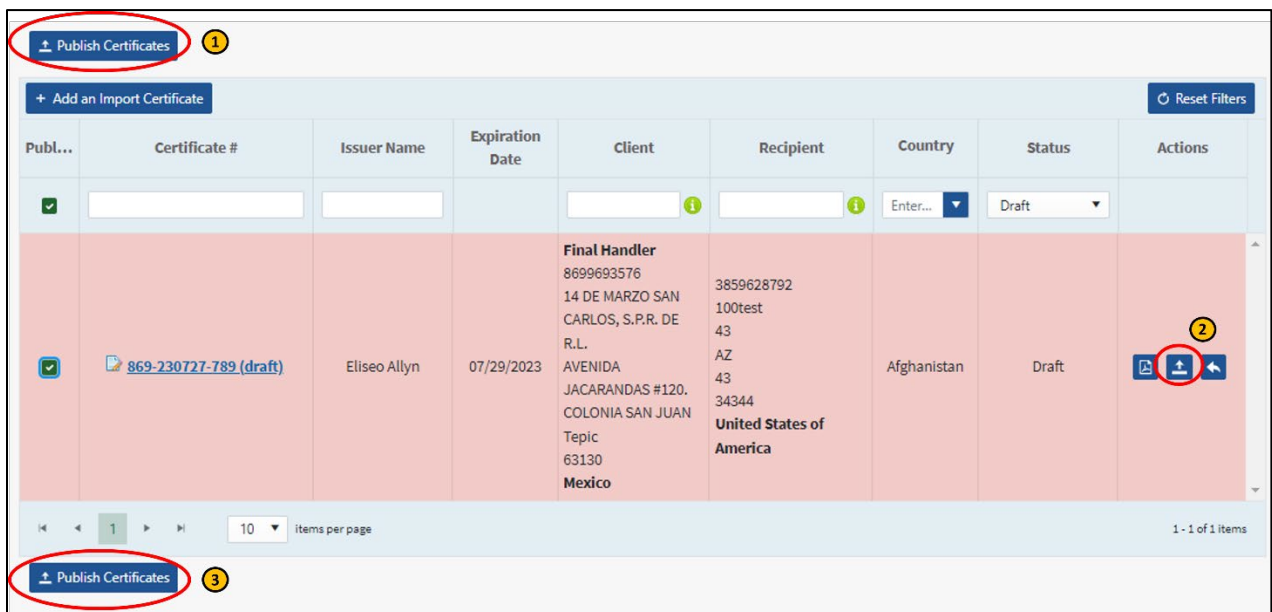 Publish Certificates
1
+ Add an Import Certificate
Reset Filters
Publ...
Certificate #
Issuer Name
Expiration
Date
Client
Recipient
Country
Status
Actions
Enter...
Draft
869-230727-789 (draft)
Eliseo Allyn
07/29/2023
Final Handler
8699693576
14 DE MARZO SAN
CARLOS, S.P.R. DE
R.L.
AVENIDA
JACARANDAS #120.
COLONIA SAN JUAN
Tepic
63130
Mexico
3859628792
100test
43
AZ
43
34344
United States of
America
Afghanistan
Draft
2
1
10
items per page
1 - 1 of 1 items
Publish Certificates
3